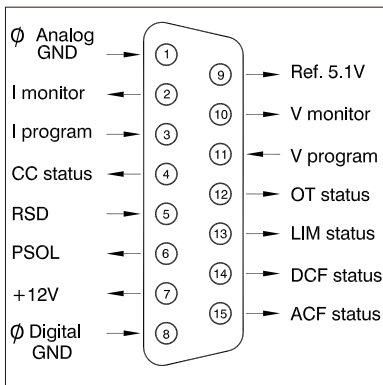 ϕ Analog
GND
1
I monitor
2
I program
3
CC status
4
RSD
5
PSOL
6
+12V
7
ϕ Digital
GND
8
9
Ref. 5.1V
10
V monitor
11
V program
12
OT status
13
LIM status
14
DCF status
15
ACF status